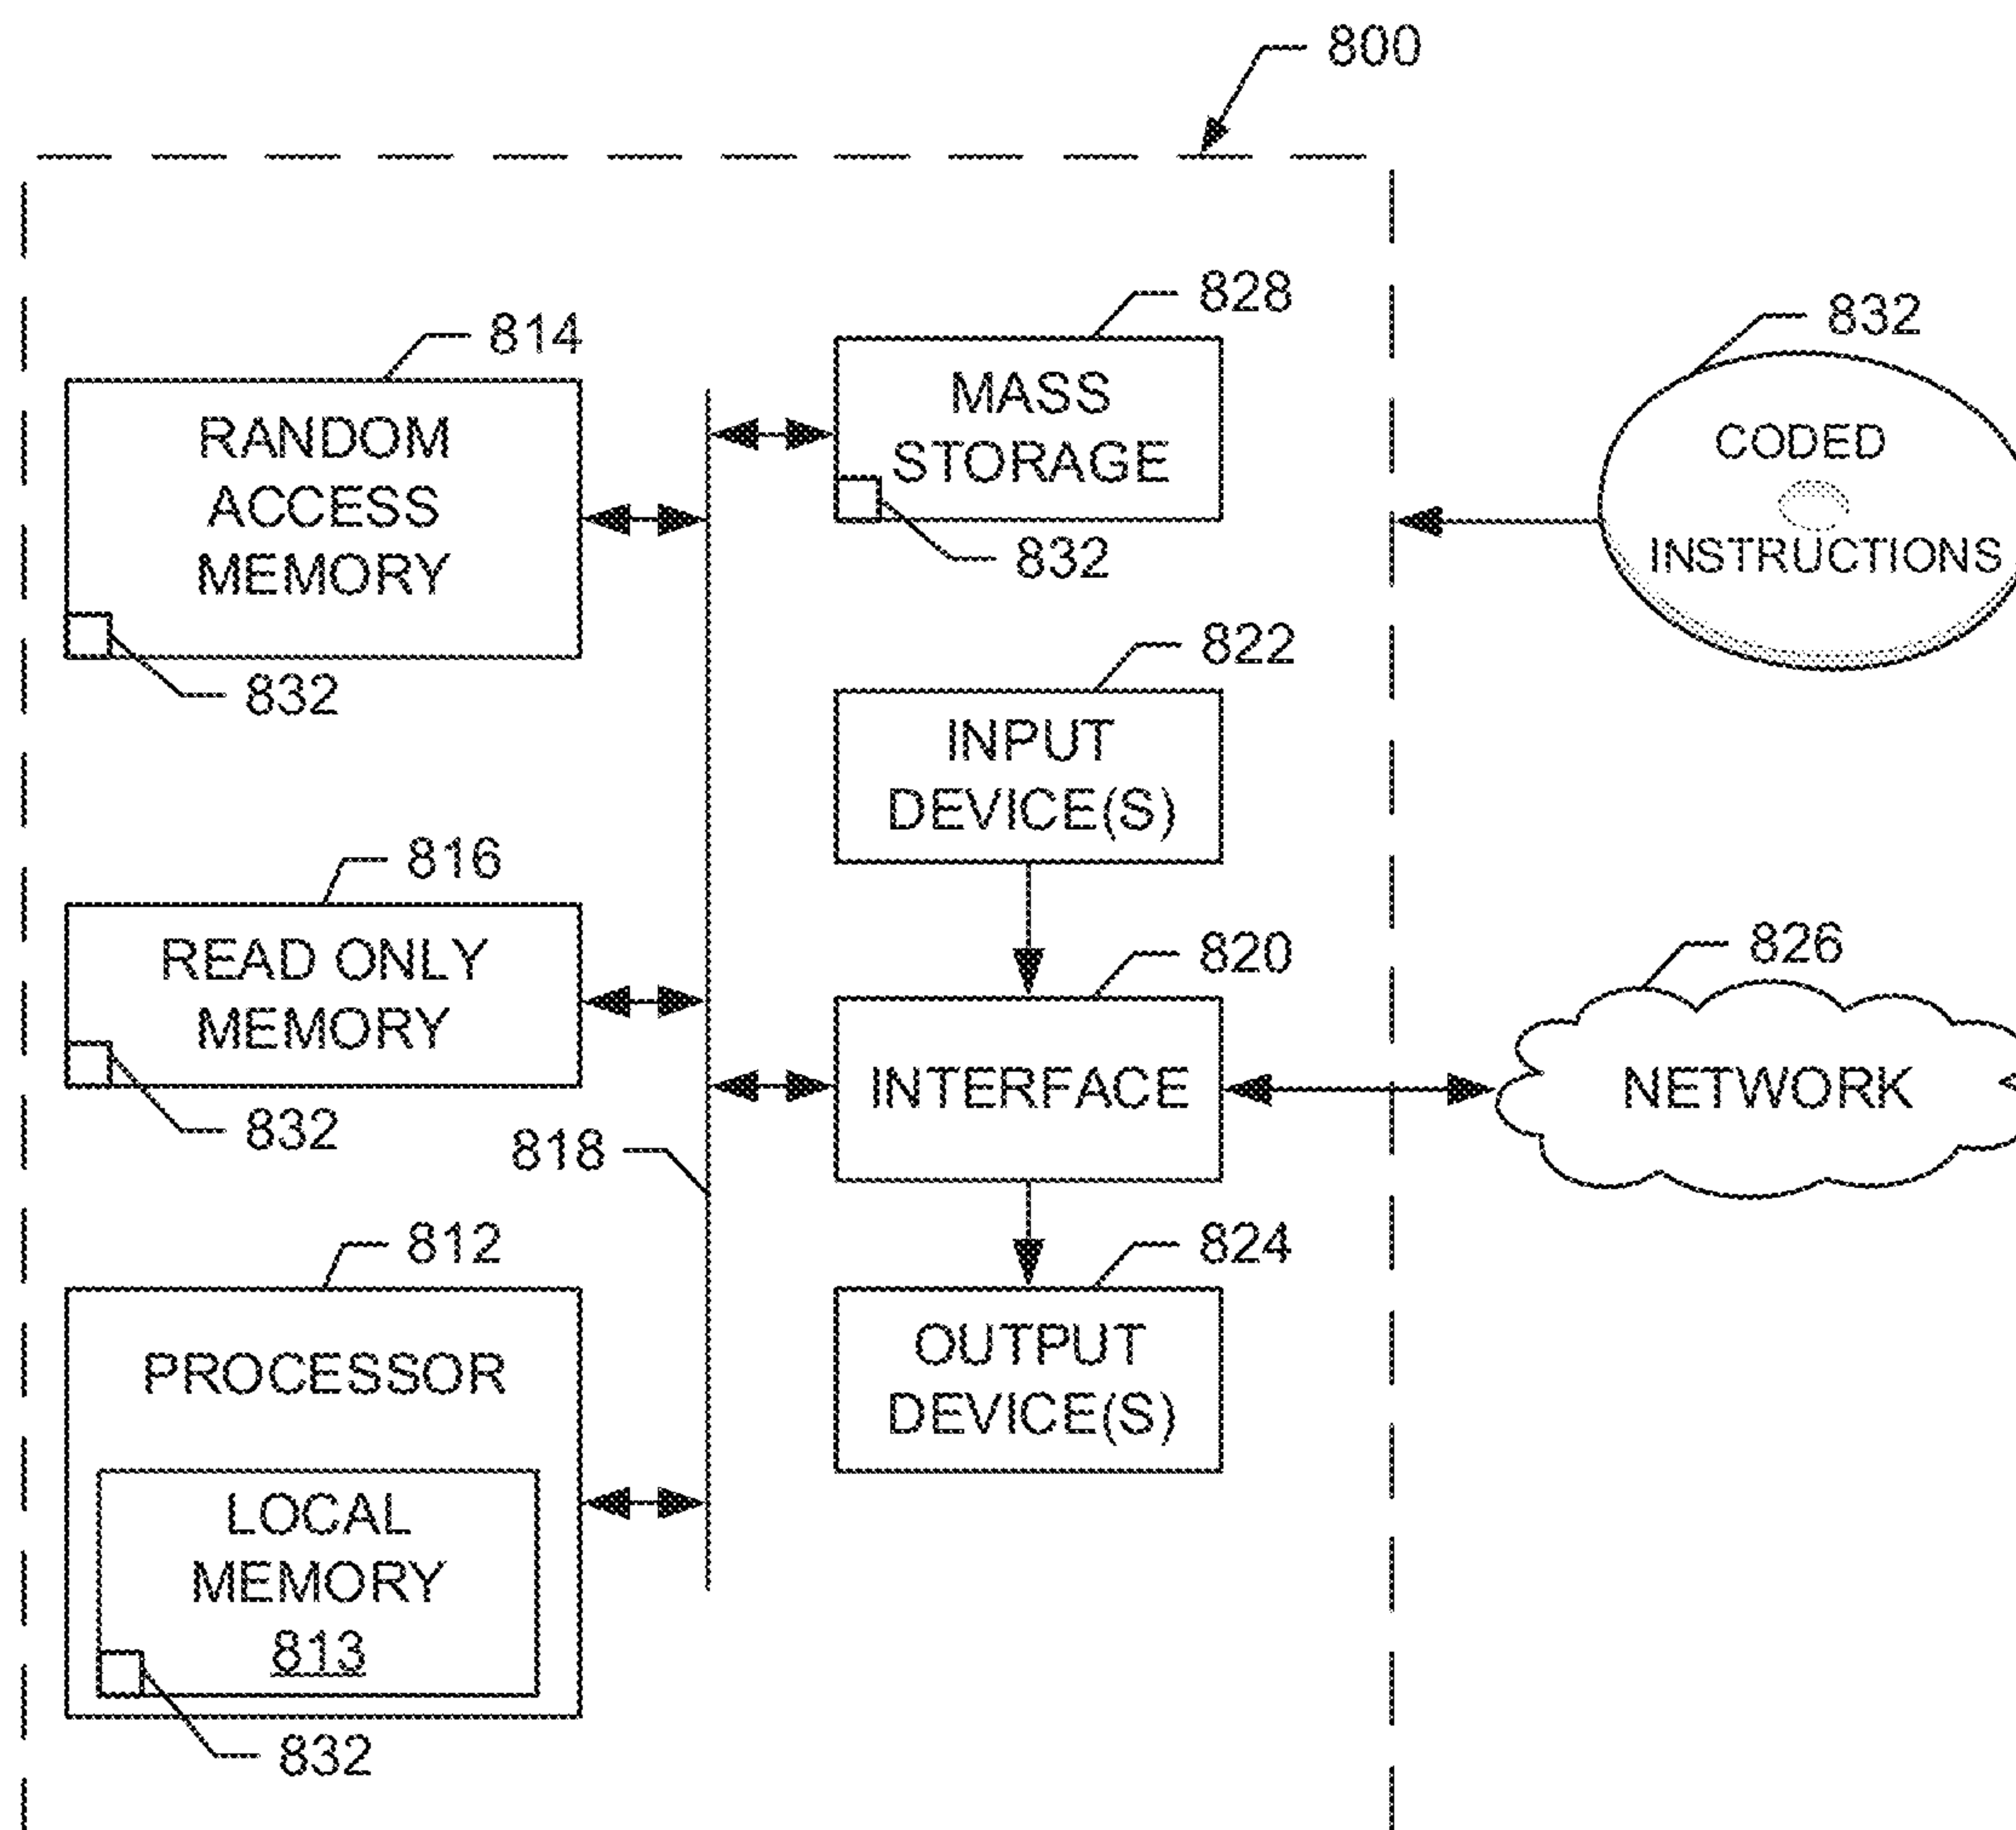 800
828
814
832
MASS
STORAGE
RANDOM
ACCESS
MEMORY
CODED
INSTRUCTIONS
832
832
822
INPUT
DEVICE(S)
816
READ ONLY
MEMORY
820
826
INTERFACE
NETWORK
832
818
812
824
PROCESSOR
OUTPUT
DEVICE(S)
LOCAL
MEMORY
813
832